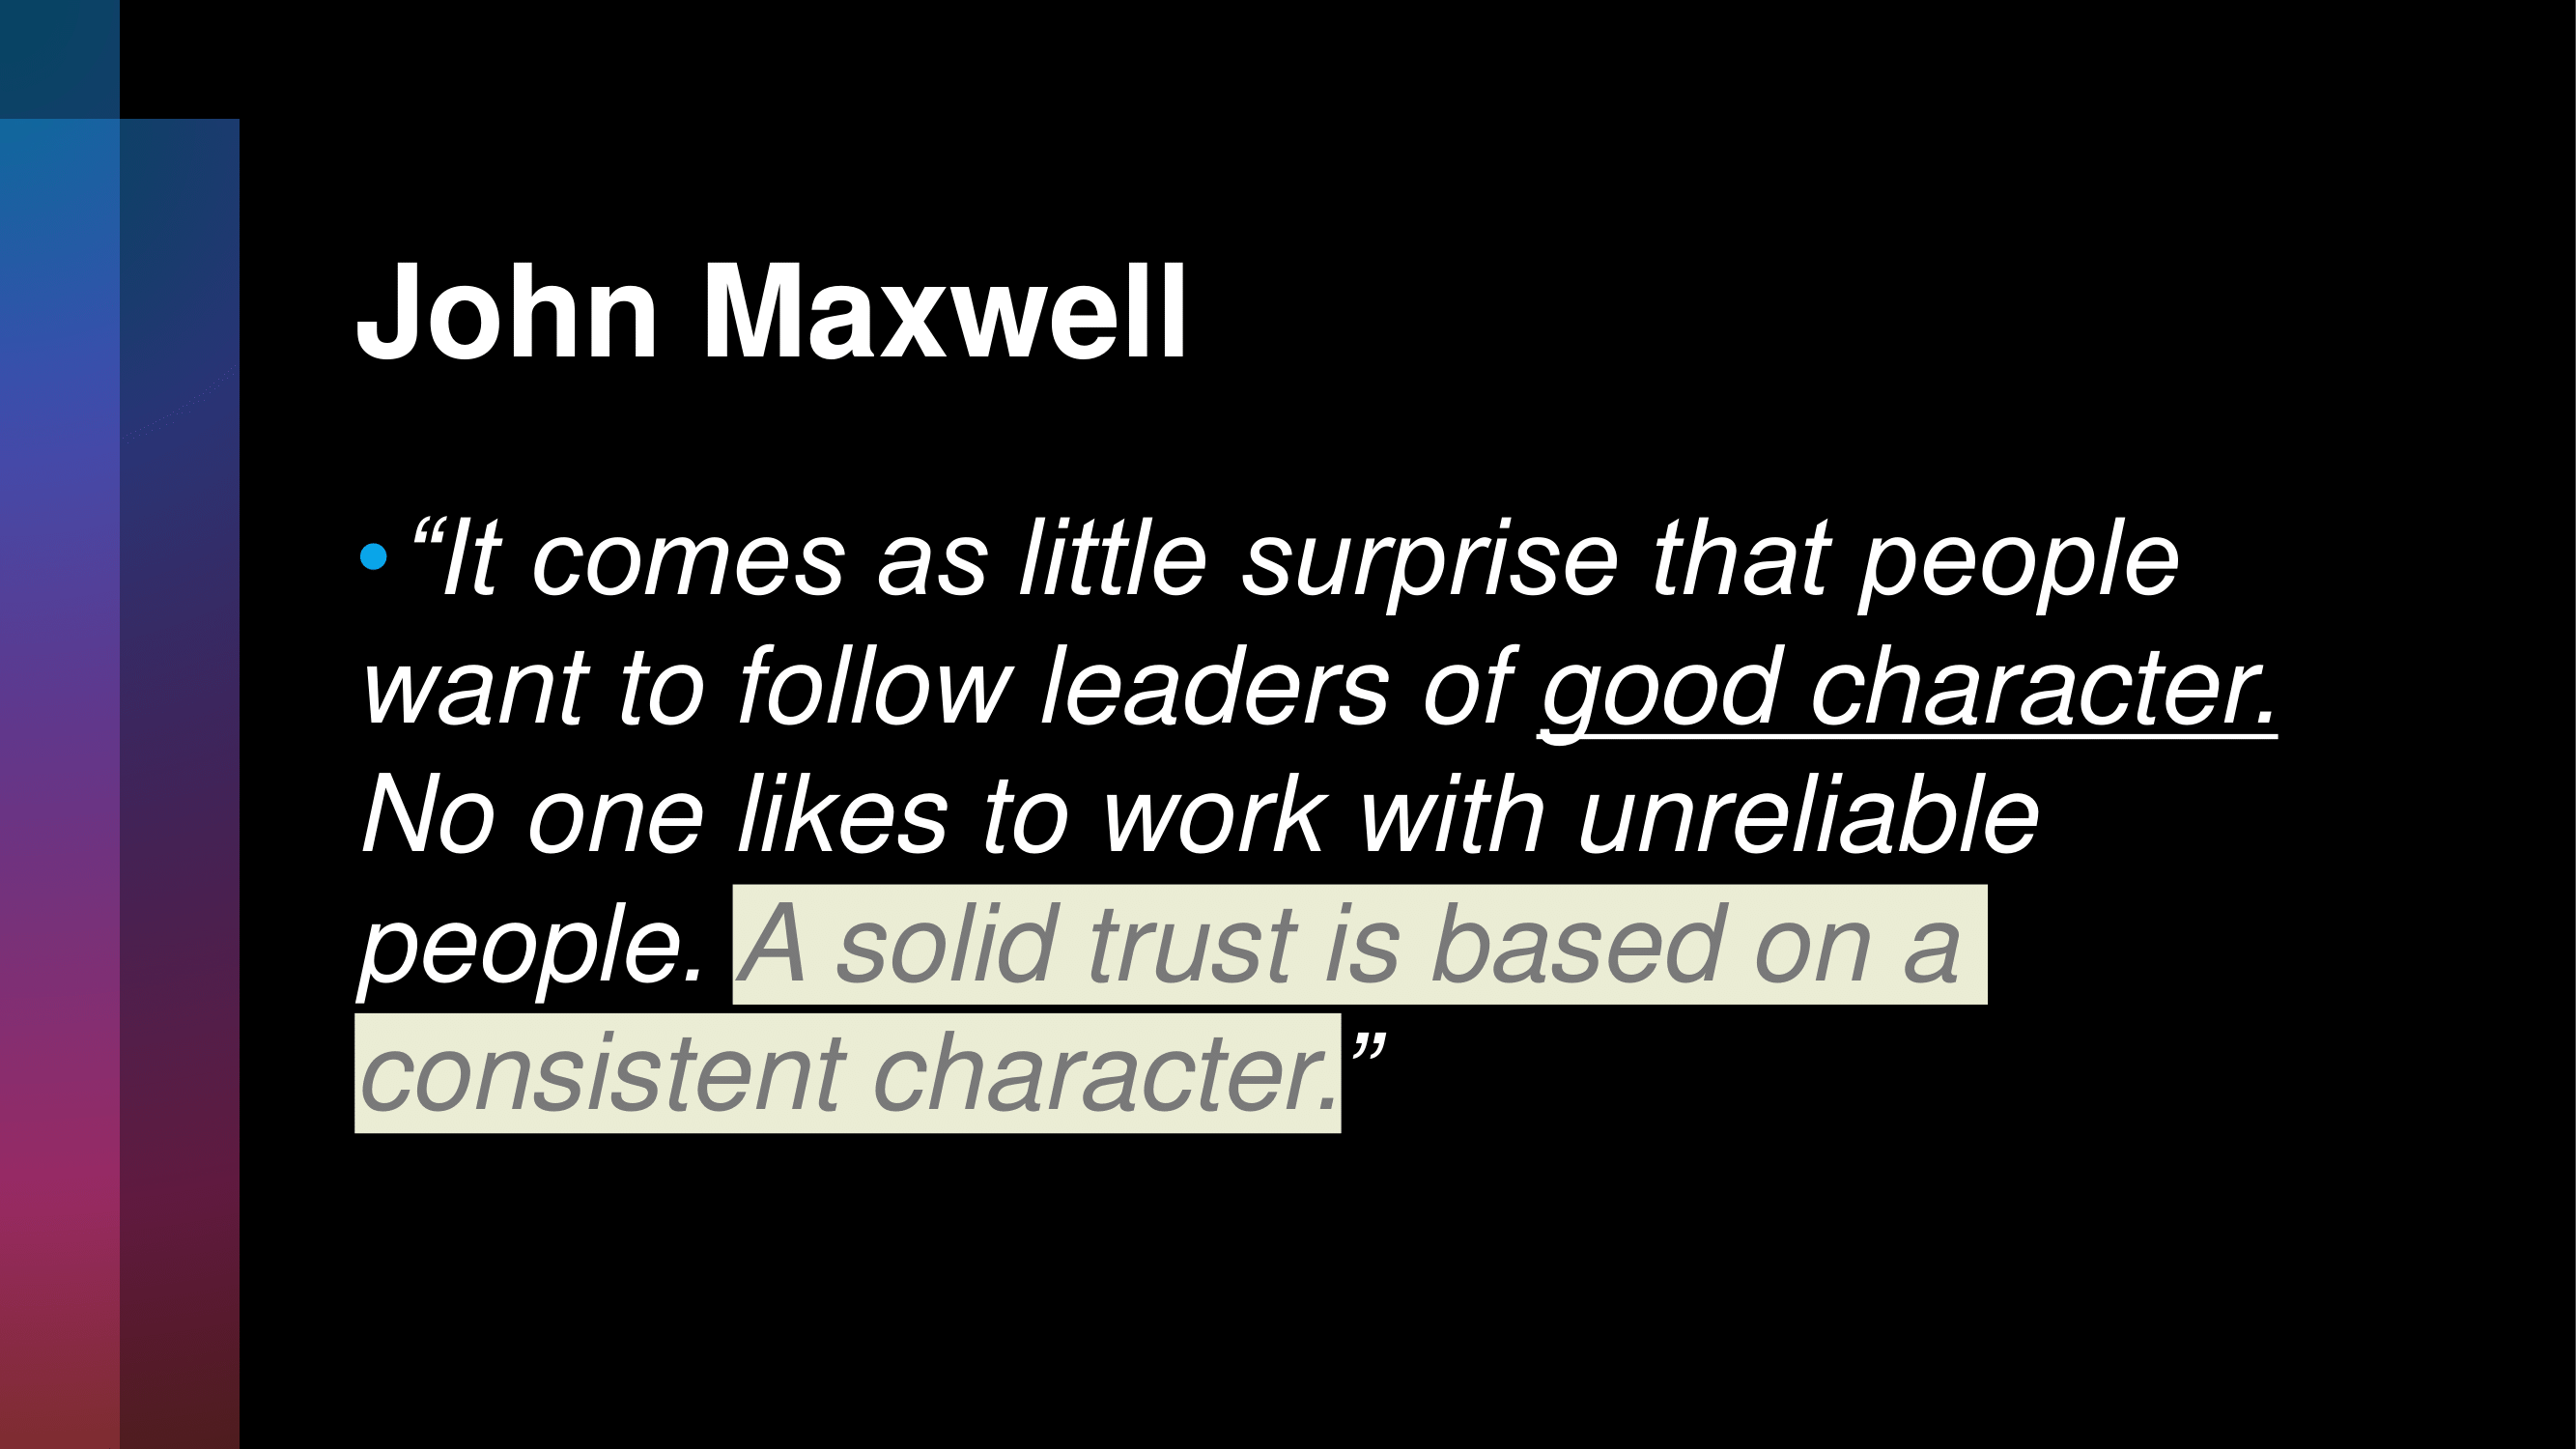 John Maxwell
• “It comes as little surprise that people
want to follow leaders of good character.
No one likes to work with unreliable
people. A solid trust is based on a
consistent character.”